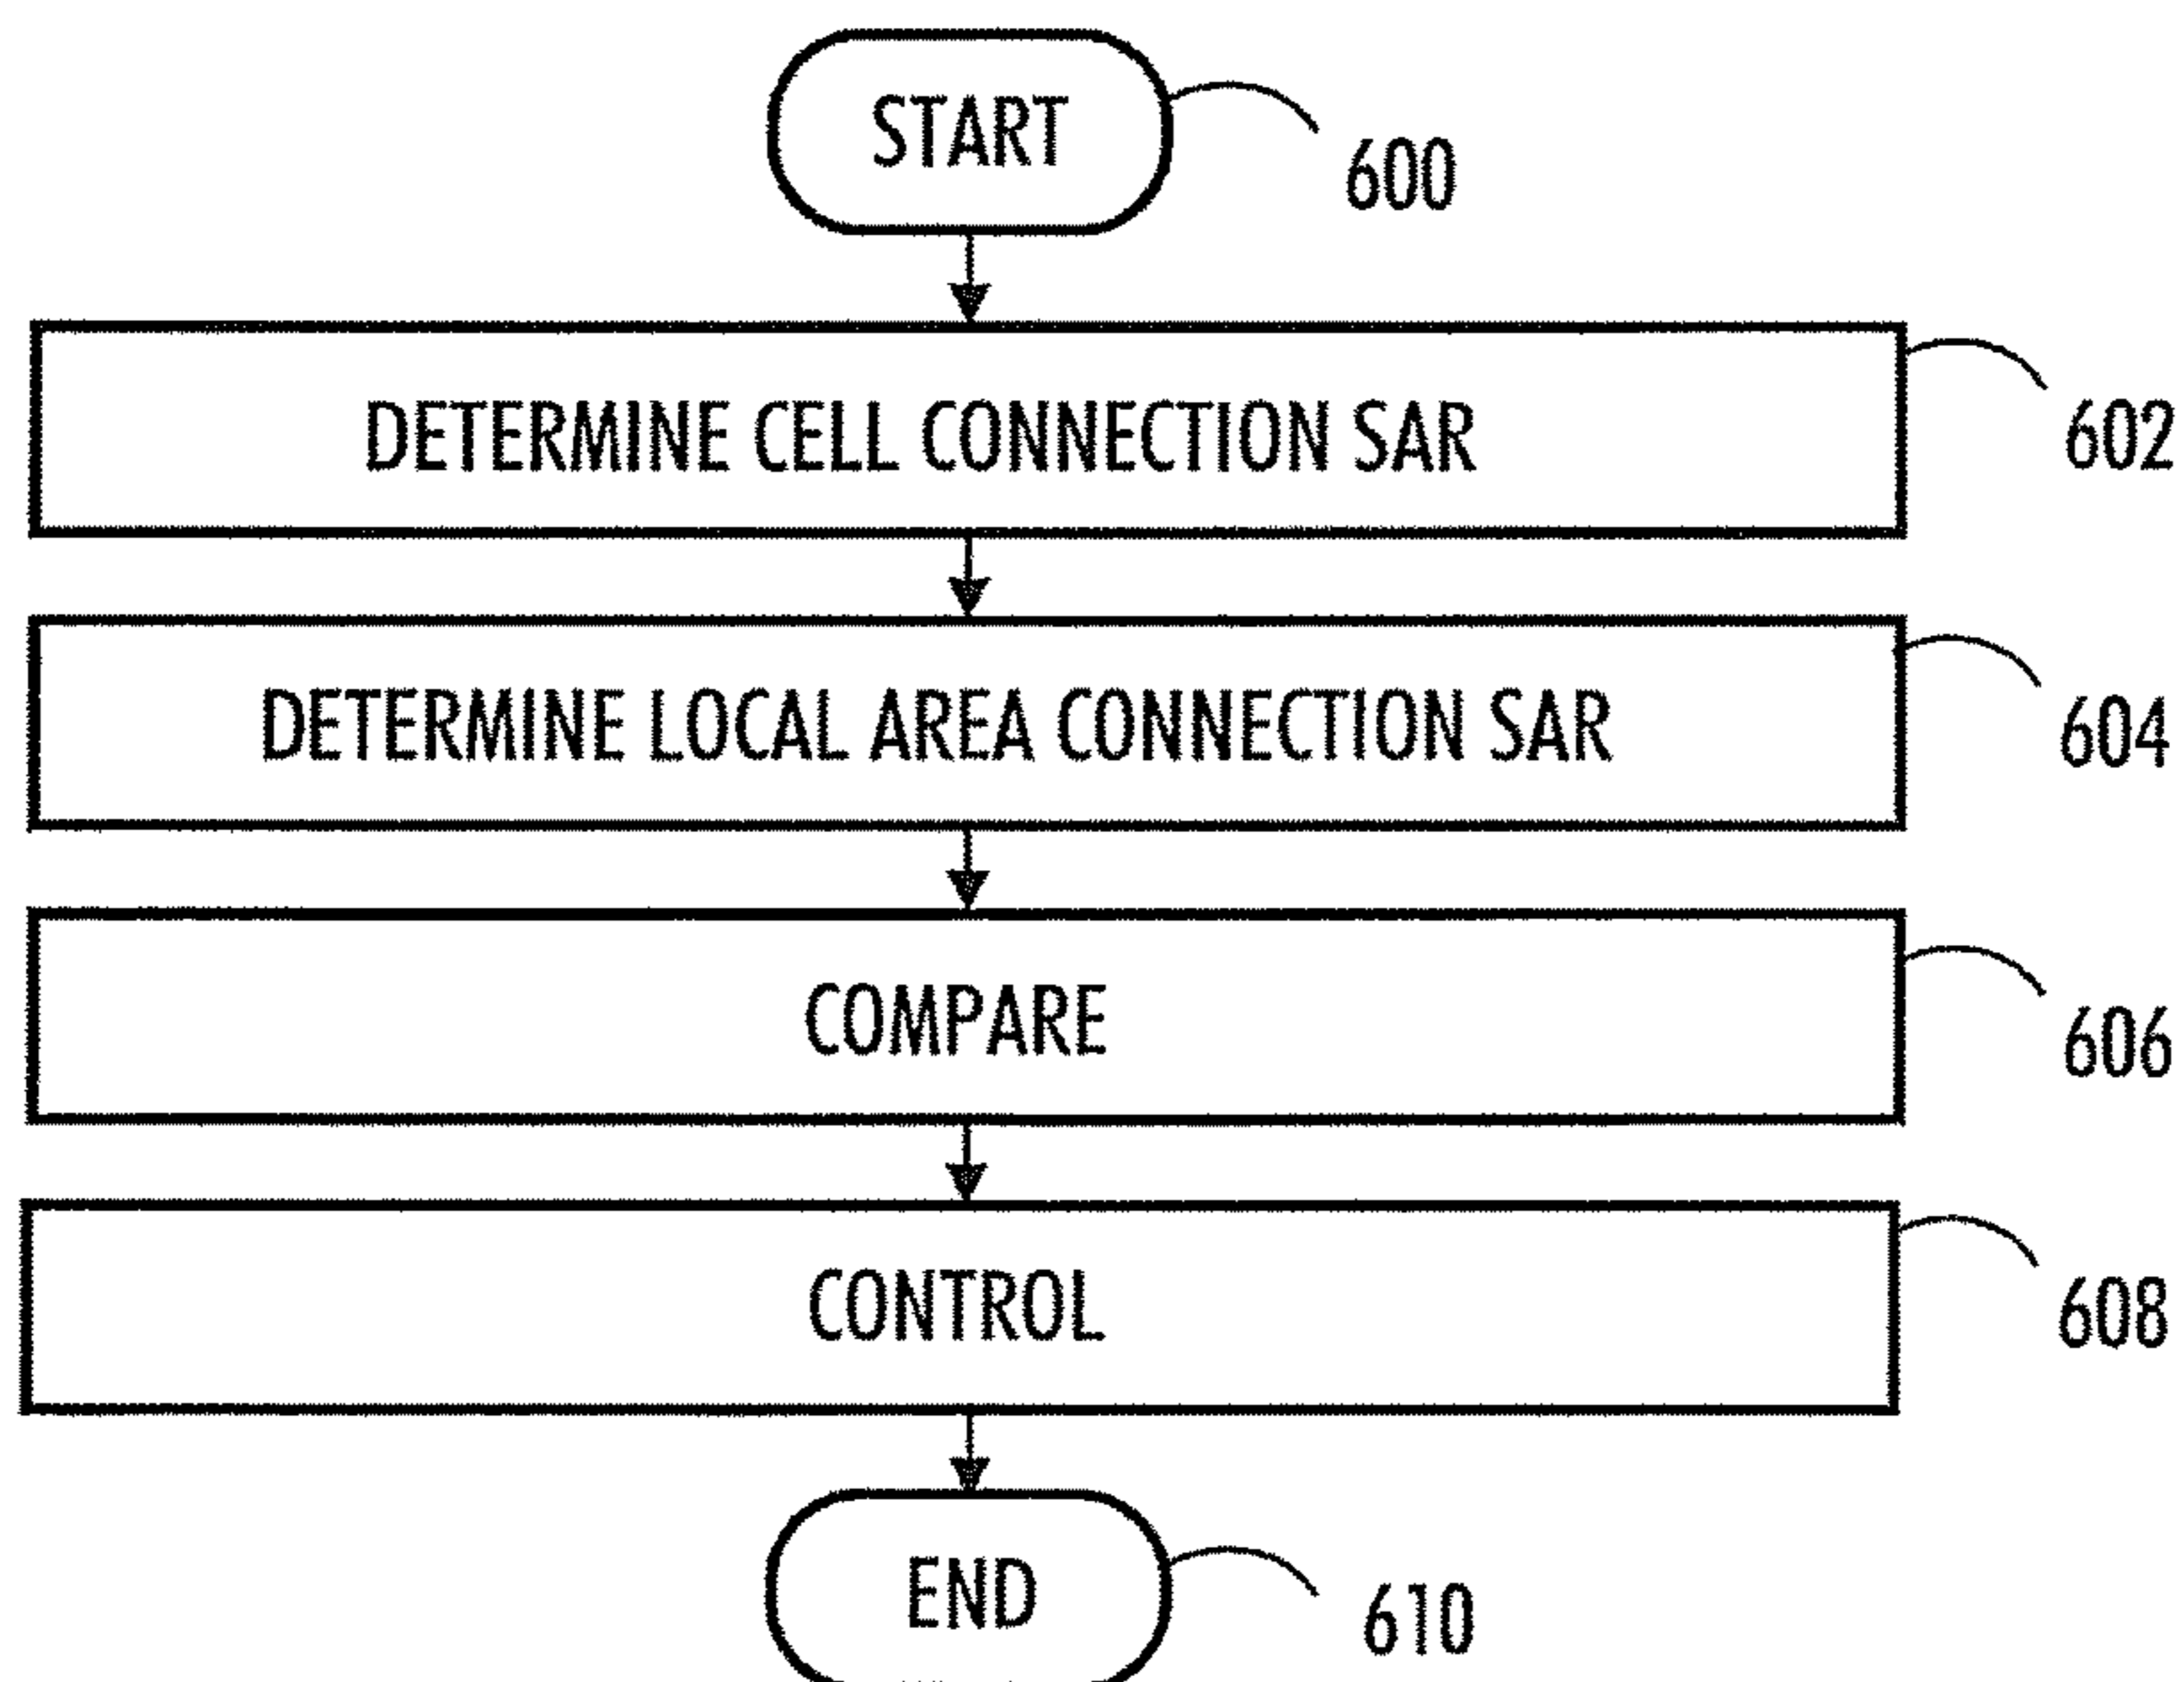 START
600
DETERMINE CELL CONNECTION SAR
602
DETERMINE LOCAL AREA CONNECTION SAR
604
COMPARE
606
CONTROL
608
END
610